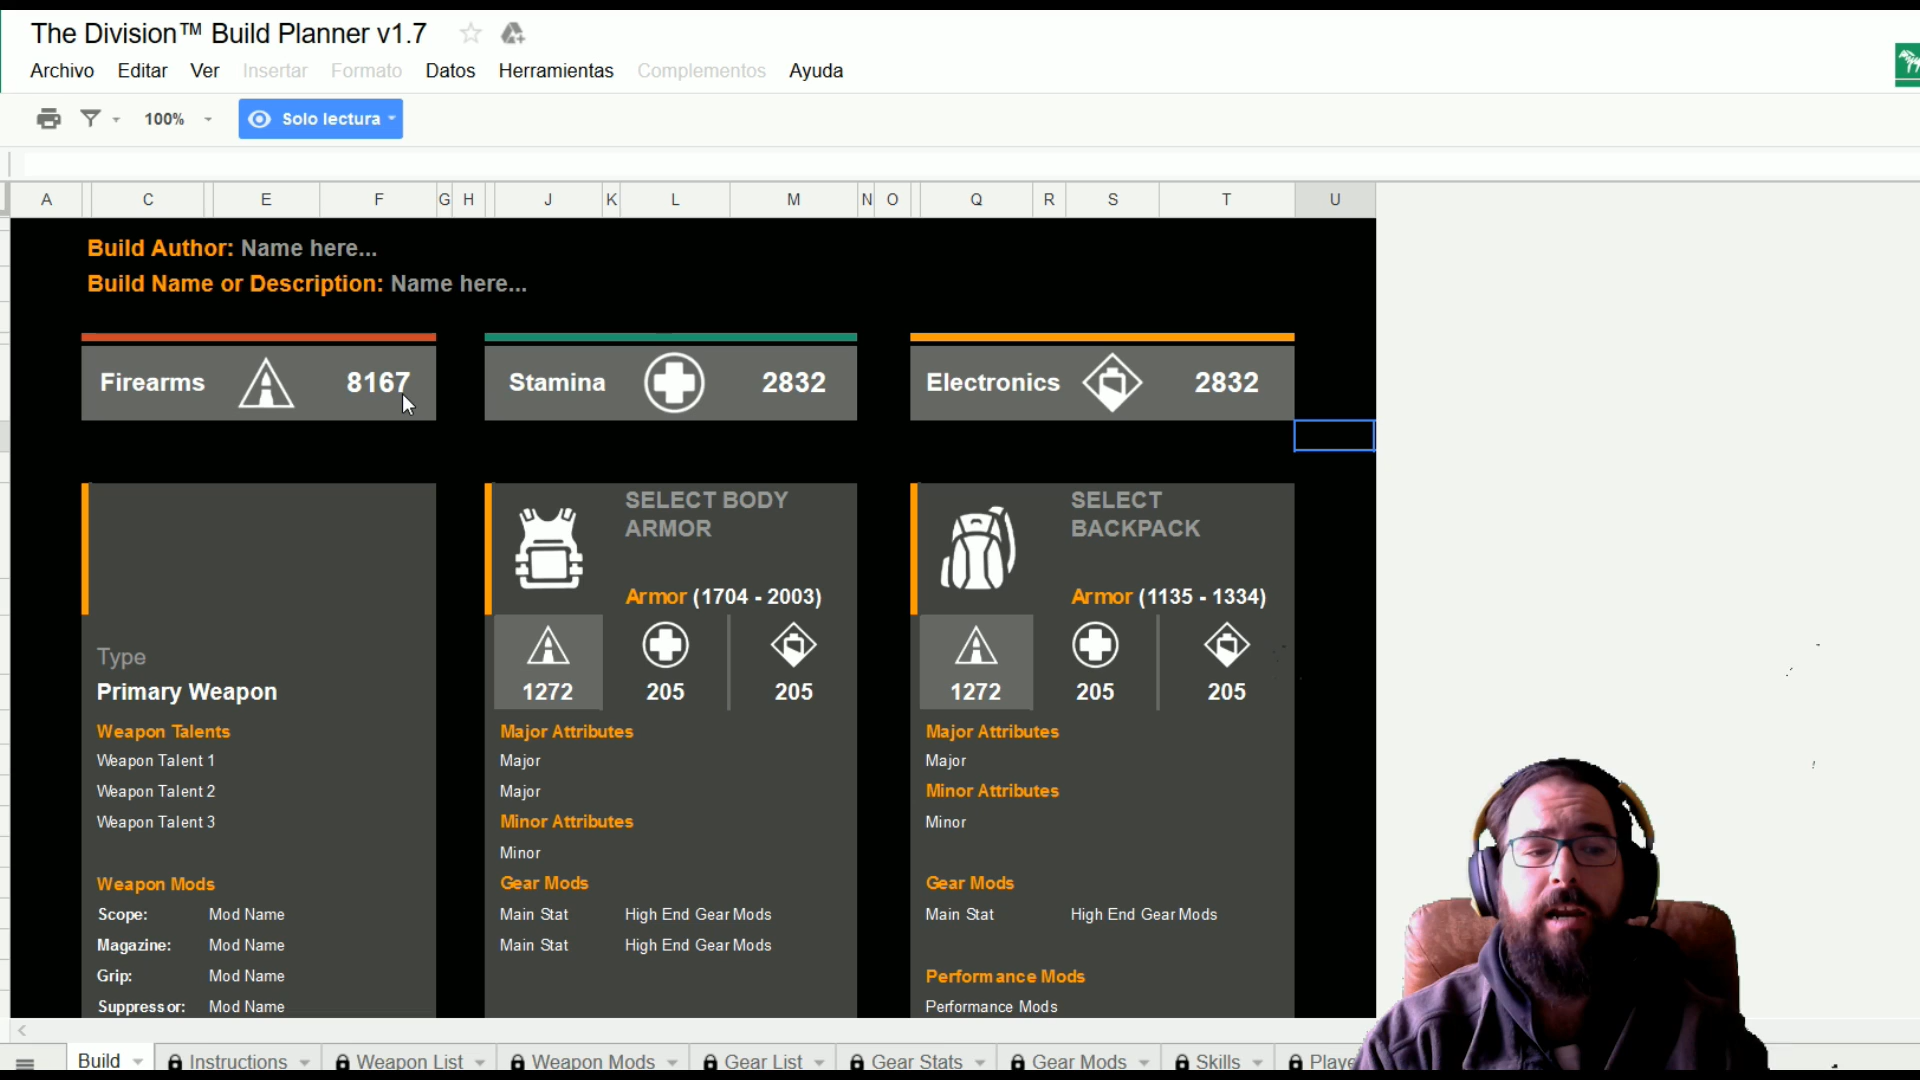 The Division™ Build Planner v1.7
Archivo Editar Ver Insertar Formato Datos Herramientas Complementos Ayuda
100% Solo lectura
A C E F G H J K L M N O Q R S T U
Build Author: Name here...
Build Name or Description: Name here...
Firearms 8167 Stamina 2832 Electronics 2832
SELECT BODY
ARMOR
Armor (1704 - 2003)
SELECT
BACKPACK
Armor (1135 - 1334)
Type
Primary Weapon
1272 205 205
1272 205 205
Weapon Talents
Weapon Talent 1
Weapon Talent 2
Weapon Talent 3
Weapon Mods
Scope: Mod Name
Magazine: Mod Name
Grip: Mod Name
Suppressor: Mod Name
Major Attributes
Major
Major
Minor Attributes
Minor
Gear Mods
Main Stat High End Gear Mods
Main Stat High End Gear Mods
Major Attributes
Major
Minor Attributes
Minor
Gear Mods
Main Stat High End Gear Mods
Performance Mods
Performance Mods
Build Instructions Weapon List Weapon Mods Gear List Gear Stats Gear Mods Skills